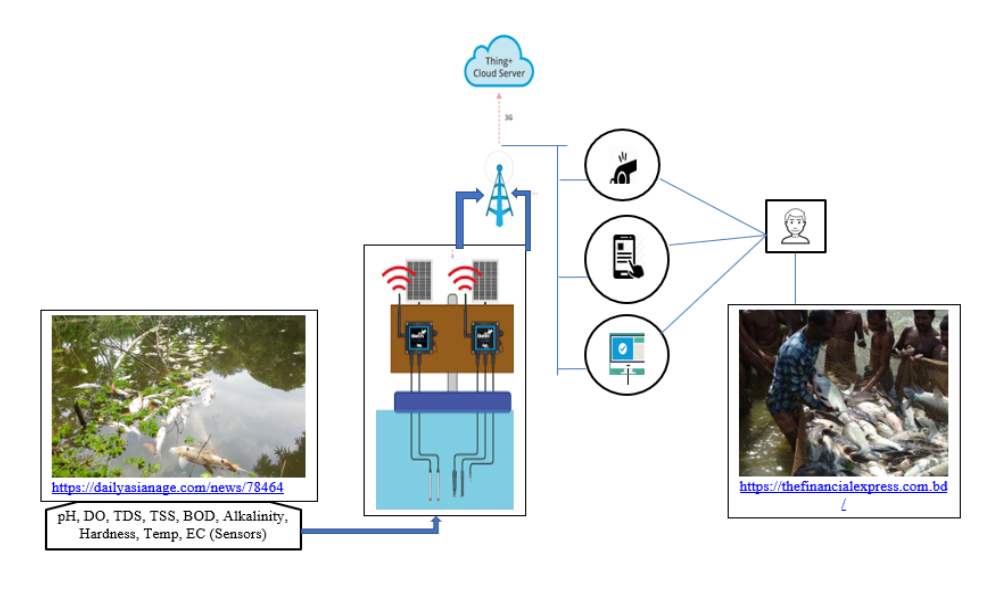 Thing+
Cloud Server
3G
https://dailyasianage.com/news/78464
pH, DO, TDS, TSS, BOD, Alkalinity,
Hardness, Temp, EC (Sensors)
https://thefinancialexpress.com.bd
/